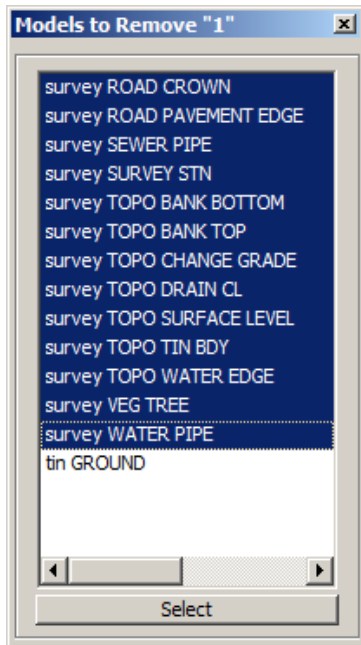 Models to Remove "1"
survey ROAD CROWN
survey ROAD PAVEMENT EDGE
survey SEWER PIPE
survey SURVEY STN
survey TOPO BANK BOTTOM
survey TOPO BANK TOP
survey TOPO CHANGE GRADE
survey TOPO DRAIN CL
survey TOPO SURFACE LEVEL
survey TOPO TIN BDY
survey TOPO WATER EDGE
survey VEG TREE
survey WATER PIPE
tin GROUND
Select